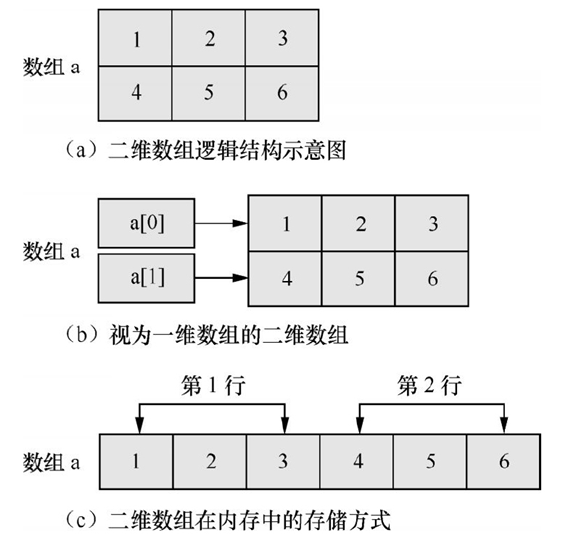 1 2 3
数组 a
4 5 6
（a）二维数组逻辑结构示意图
a[0] 1 2 3
数组 a
a[1] 4 5 6
（b）视为一维数组的二维数组
第 1 行 第 2 行
数组 a 1 2 3 4 5 6
（c）二维数组在内存中的存储方式